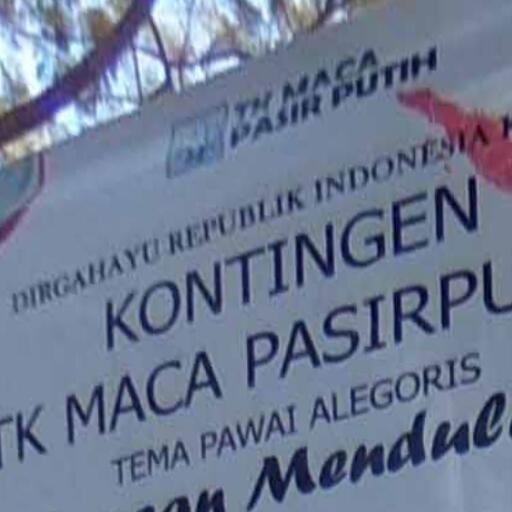 TK MACA
PASIR PUTIH
DIRGAHAYU REPUBLIK INDONESIA K
KONTINGEN
TK MACA PASIRPU
TEMA PAWAI ALEGORIS
Mendul